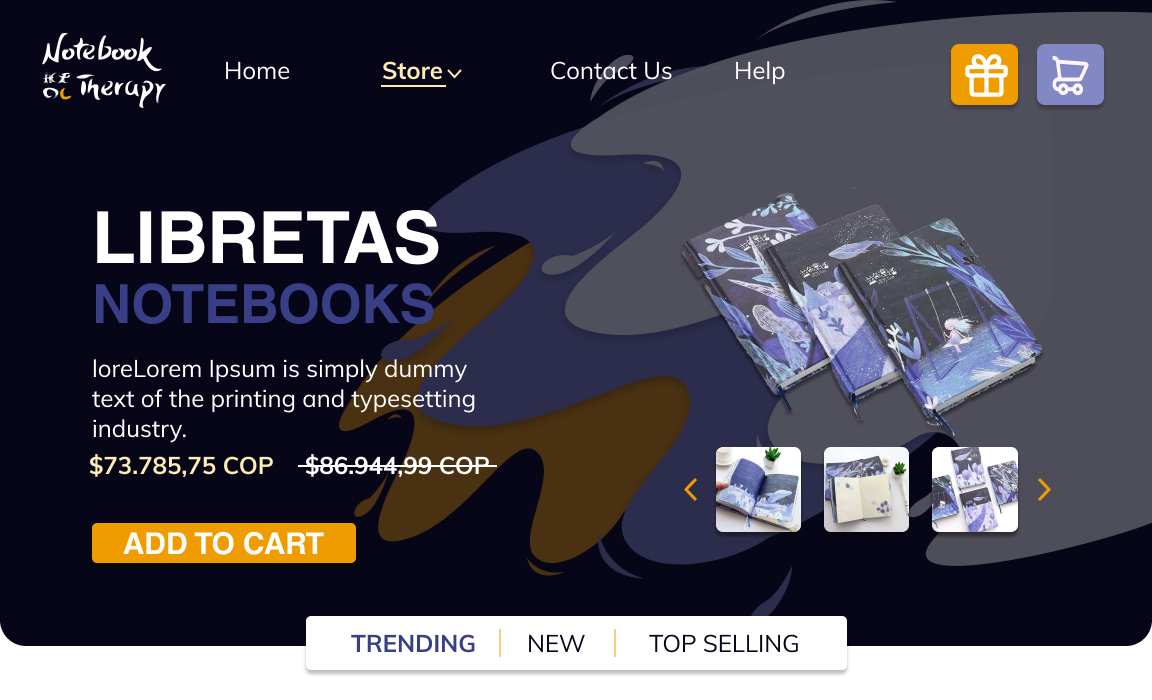 Notebook
Therapy
Home
Store
Contact Us
Help
LIBRETAS
NOTEBOOKS
loreLorem Ipsum is simply dummy
text of the printing and typesetting
industry.
$73.785,75 COP $86.944,99 COP
ADD TO CART
TRENDING
NEW
TOP SELLING